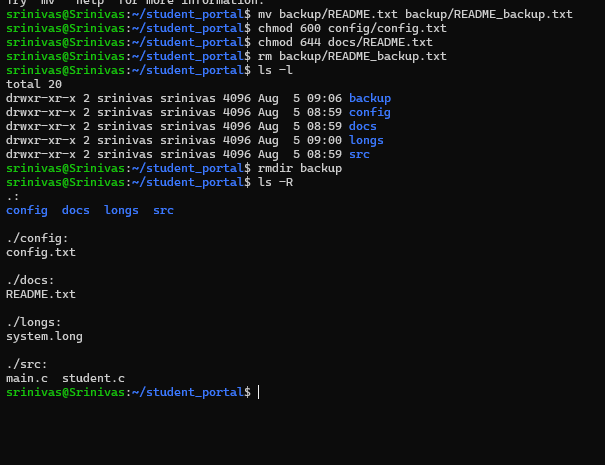 Try 'mv --help' for more information.
srinivas@Srinivas:~/student_portal$ mv backup/README.txt backup/README_backup.txt
srinivas@Srinivas:~/student_portal$ chmod 600 config/config.txt
srinivas@Srinivas:~/student_portal$ chmod 644 docs/README.txt
srinivas@Srinivas:~/student_portal$ rm backup/README_backup.txt
srinivas@Srinivas:~/student_portal$ ls -l
total 20
drwxr-xr-x 2 srinivas srinivas 4096 Aug  5 09:06 backup
drwxr-xr-x 2 srinivas srinivas 4096 Aug  5 08:59 config
drwxr-xr-x 2 srinivas srinivas 4096 Aug  5 08:59 docs
drwxr-xr-x 2 srinivas srinivas 4096 Aug  5 09:00 longs
drwxr-xr-x 2 srinivas srinivas 4096 Aug  5 08:59 src
srinivas@Srinivas:~/student_portal$ rmdir backup
srinivas@Srinivas:~/student_portal$ ls -R
.:
config  docs  longs  src
./config:
config.txt
./docs:
README.txt
./longs:
system.long
./src:
main.c  student.c
srinivas@Srinivas:~/student_portal$